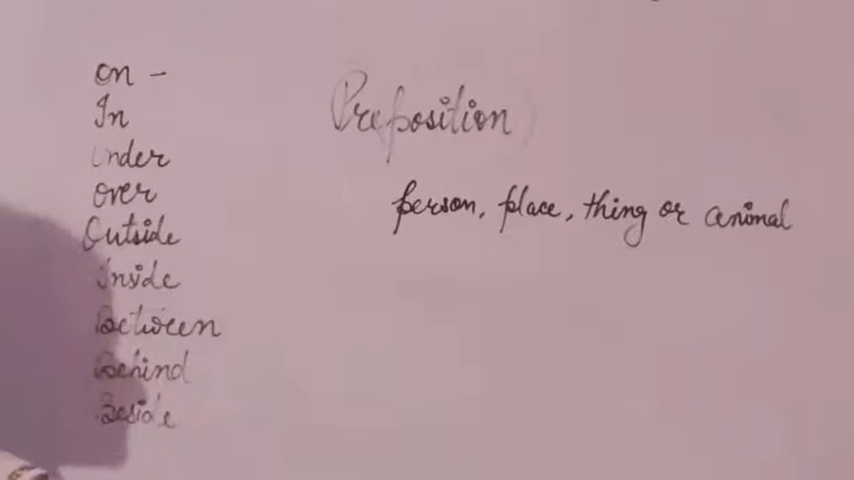 on -
In
under
over
Outside
Inside
Between
Behind
Beside
Preposition
person, place, thing or animal